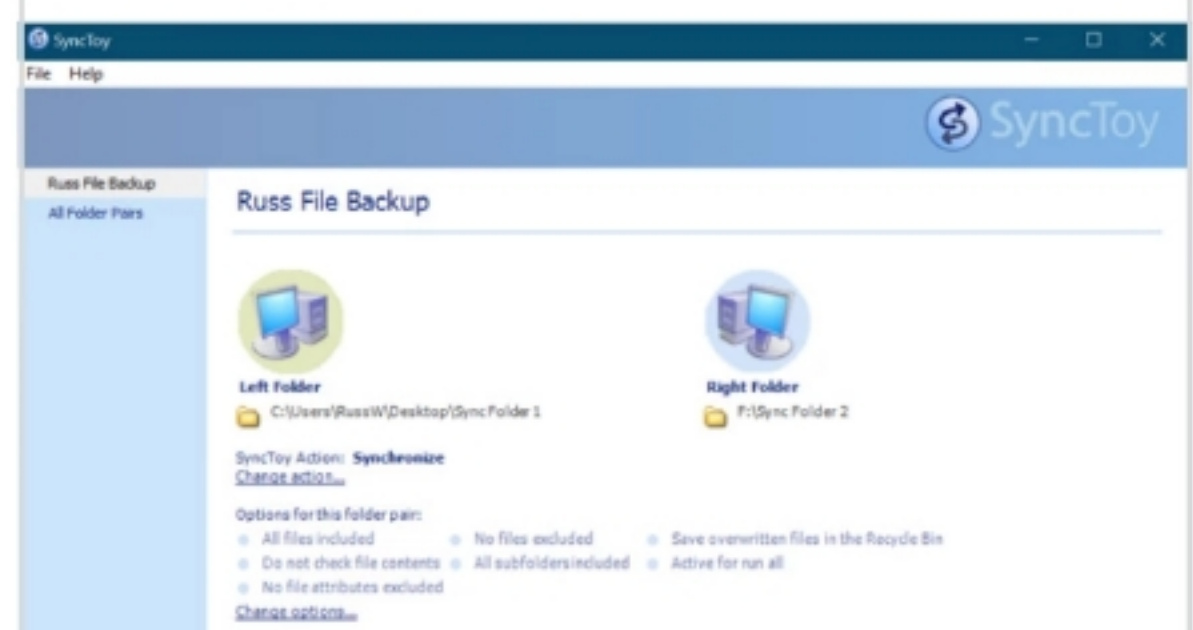 SyncToy
File Help
SyncToy
Russ File Backup
All Folder Pairs
Russ File Backup
Left Folder
C:\Users\RussW\Desktop\Sync Folder 1
Right Folder
F:\Sync Folder 2
SyncToy Action: Synchronize
Change action...
Options for this folder pair:
All files included No files excluded Save overwritten files in the Recycle Bin
Do not check file contents All subfolders included Active for run all
No file attributes excluded
Change options...